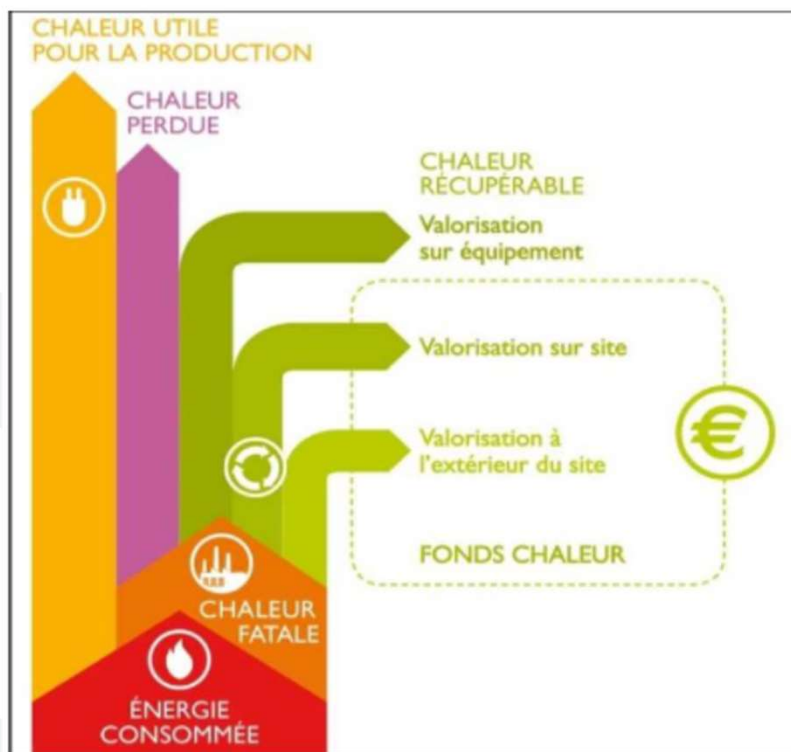 CHALEUR UTILE
POUR LA PRODUCTION
CHALEUR
PERDUE
CHALEUR
RÉCUPÉRABLE
Valorisation
sur équipement
Valorisation sur site
Valorisation à
l'extérieur du site
€
FONDS CHALEUR
CHALEUR
FATALE
ÉNERGIE
CONSOMMÉE